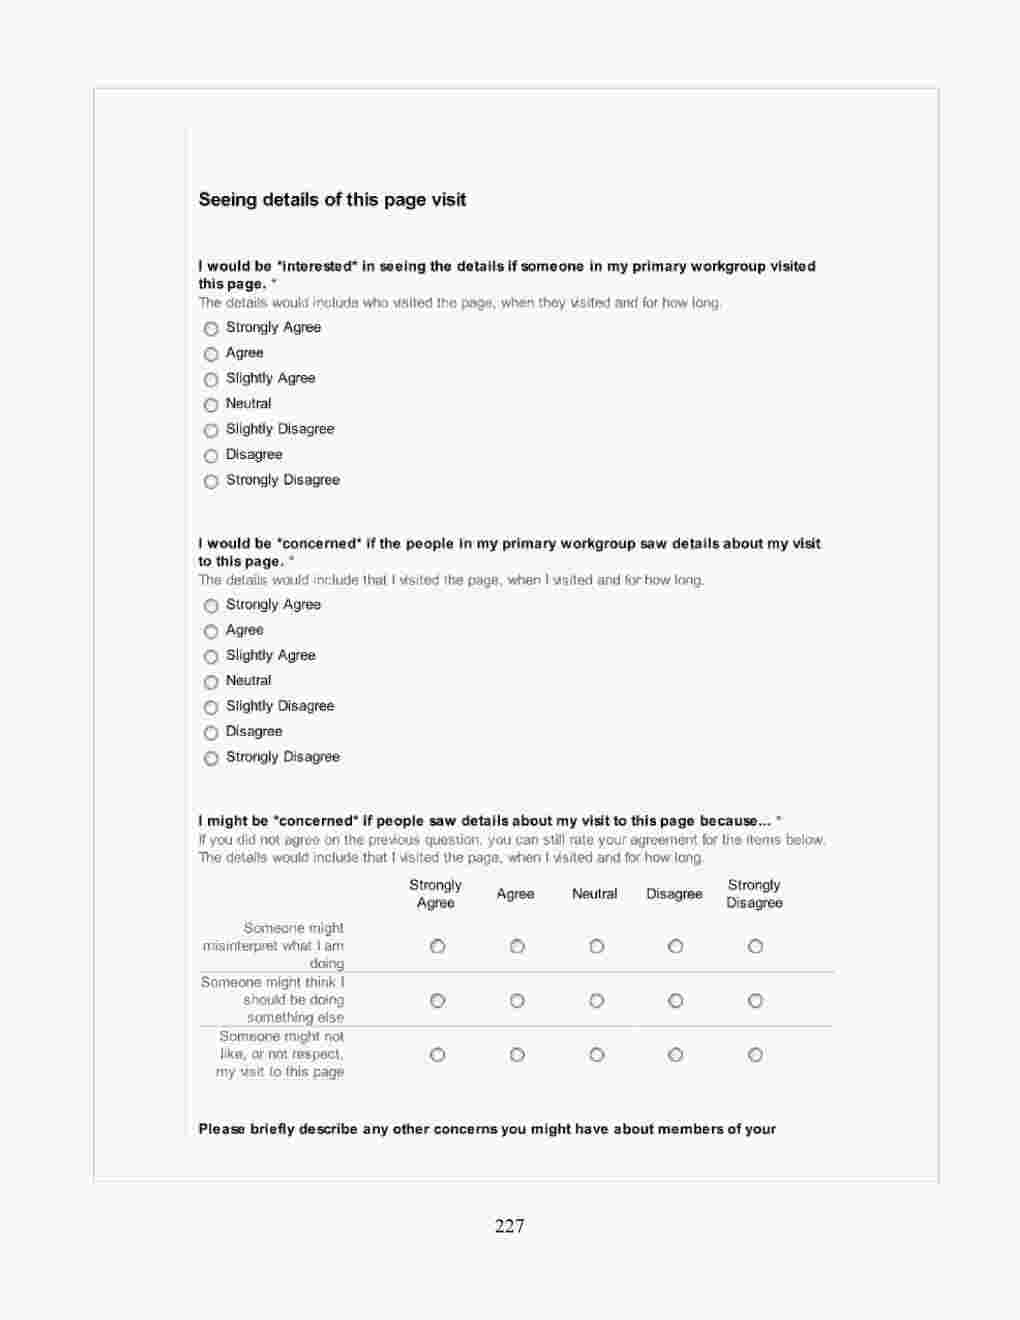 Seeing details of this page visit
I would be *interested* in seeing the details if someone in my primary workgroup visited
this page. *
The details would include who visited the page, when they visited and for how long.
Strongly Agree
Agree
Slightly Agree
Neutral
Slightly Disagree
Disagree
Strongly Disagree
I would be *concerned* if the people in my primary workgroup saw details about my visit
to this page. *
The details would include that I visited the page, when I visited and for how long.
Strongly Agree
Agree
Slightly Agree
Neutral
Slightly Disagree
Disagree
Strongly Disagree
I might be *concerned* if people saw details about my visit to this page because... *
If you did not agree on the previous question, you can still rate your agreement for the items below.
The details would include that I visited the page, when I visited and for how long.
Strongly Agree Agree Neutral Disagree Strongly Disagree
Someone might
misinterpret what I am
doing
Someone might think I
should be doing
something else
Someone might not
like, or not respect,
my visit to this page
Please briefly describe any other concerns you might have about members of your
227